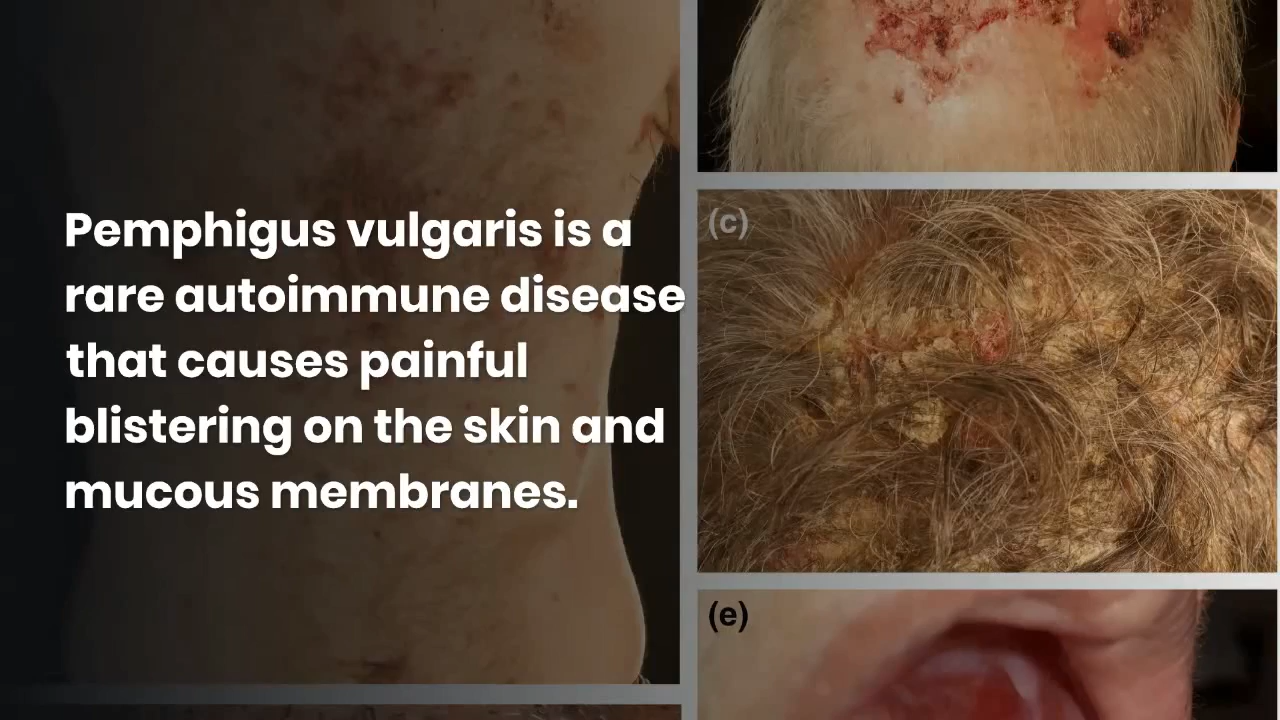 Pemphigus vulgaris is a
rare autoimmune disease
that causes painful
blistering on the skin and
mucous membranes.
(c)
(e)